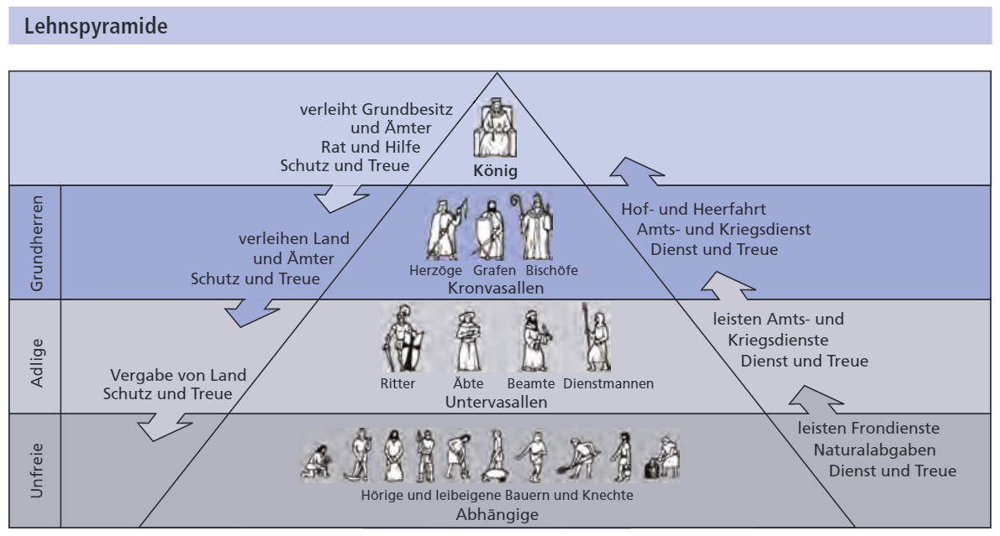 Lehnspyramide
verleiht Grundbesitz
und Ämter
Rat und Hilfe
Schutz und Treue
König
Grundherren
verleihen Land
und Ämter
Schutz und Treue
Herzöge Grafen Bischöfe
Kronvasallen
Hof- und Heerfahrt
Amts- und Kriegsdienst
Dienst und Treue
Adlige
Vergabe von Land
Schutz und Treue
Ritter Äbte Beamte Dienstmannen
Untervasallen
leisten Amts- und
Kriegsdienste
Dienst und Treue
Unfreie
Hörige und leibeigene Bauern und Knechte
Abhängige
leisten Frondienste
Naturalabgaben
Dienst und Treue